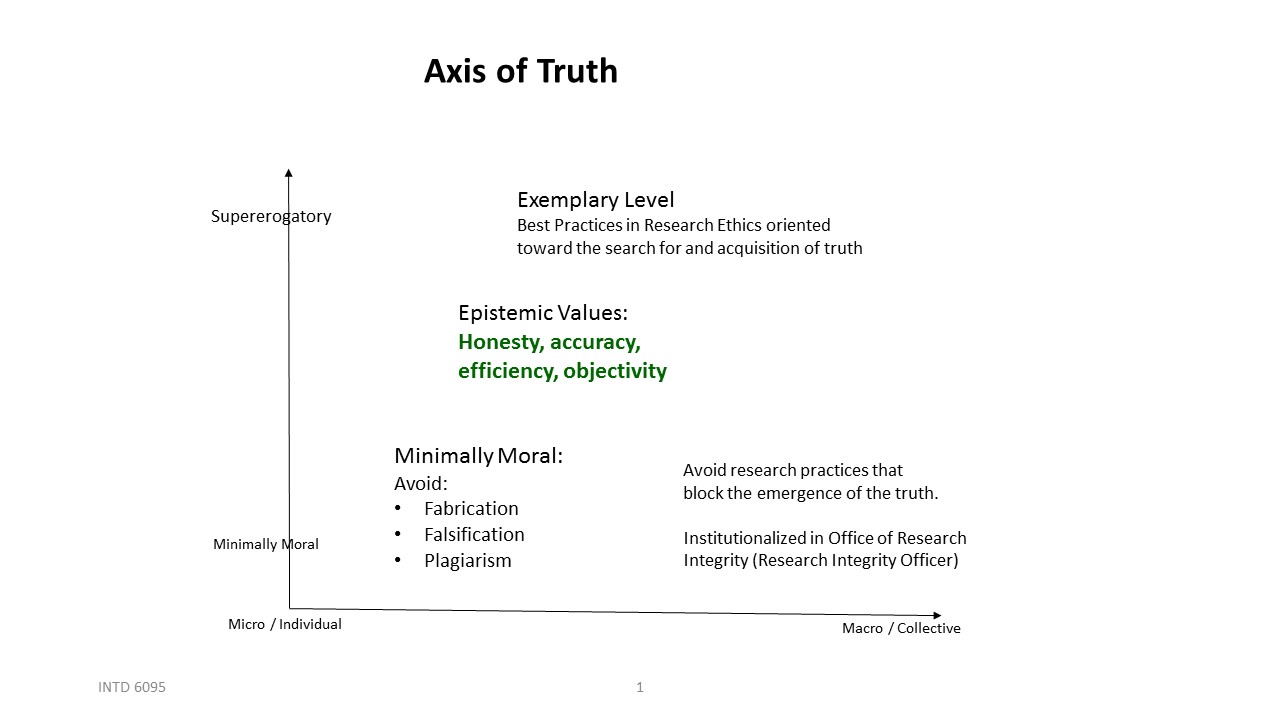 Axis of Truth
Supererogatory
Exemplary Level
Best Practices in Research Ethics oriented
toward the search for and acquisition of truth
Epistemic Values:
Honesty, accuracy,
efficiency, objectivity
Minimally Moral:
Avoid:
• Fabrication
• Falsification
• Plagiarism
Avoid research practices that
block the emergence of the truth.
Institutionalized in Office of Research
Integrity (Research Integrity Officer)
Minimally Moral
Micro / Individual
Macro / Collective
INTD 6095
1